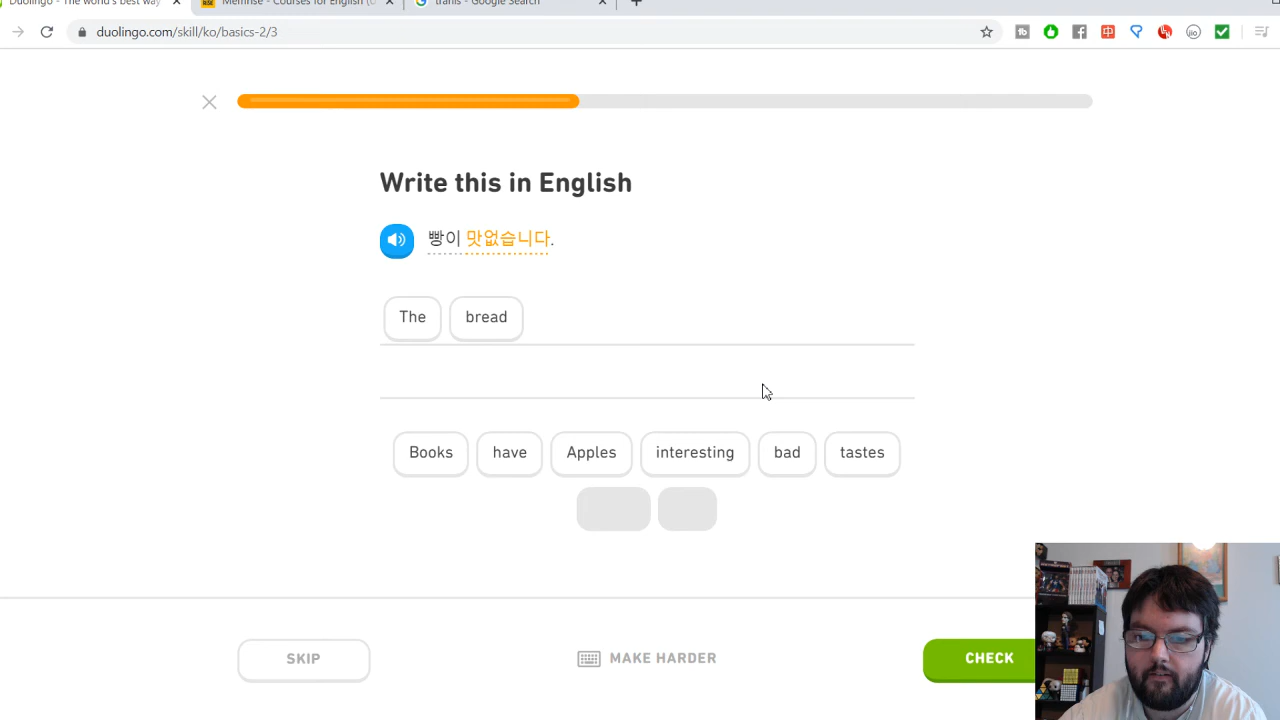 Duolingo - The world's best way
Memrise - Courses for English (
tranis - Google Search
duolingo.com/skill/ko/basics-2/3
Write this in English
빵이 맛없습니다.
The bread
Books have Apples interesting bad tastes
SKIP
MAKE HARDER
CHECK